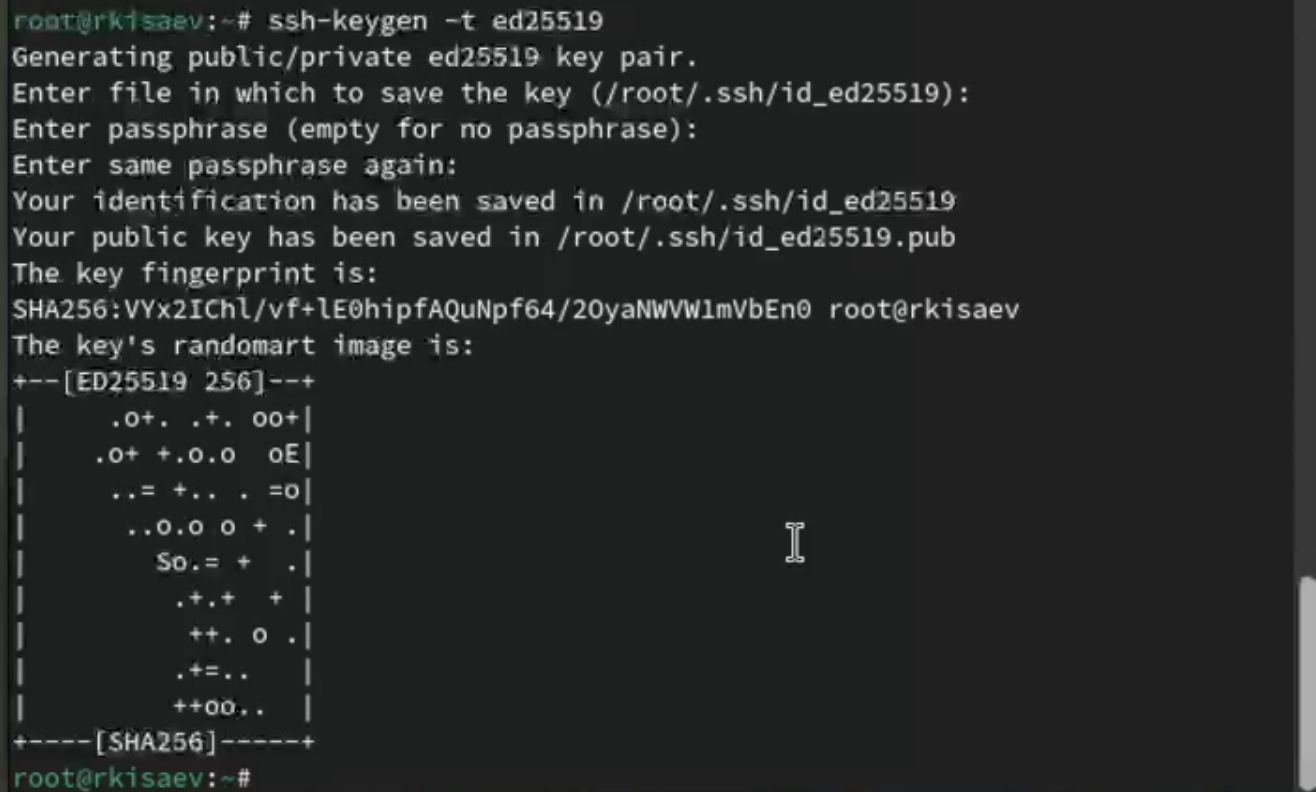 root@rkisaev:~# ssh-keygen -t ed25519
Generating public/private ed25519 key pair.
Enter file in which to save the key (/root/.ssh/id_ed25519):
Enter passphrase (empty for no passphrase):
Enter same passphrase again:
Your identification has been saved in /root/.ssh/id_ed25519
Your public key has been saved in /root/.ssh/id_ed25519.pub
The key fingerprint is:
SHA256:VYx2IChl/vf+lE0hipfAQuNpf64/2OyaNWVW1mVbEn0 root@rkisaev
The key's randomart image is:
+--[ED25519 256]--+
|     .o+. .+. oo+|
|    .o+ +.o.o  oE|
|     ..= +.. . =o|
|      ..o.o o + .|
|        So.= +  .|
|         .+.+  + |
|          ++. o .|
|         .+=..   |
|         ++oo..  |
+----[SHA256]-----+
root@rkisaev:~#